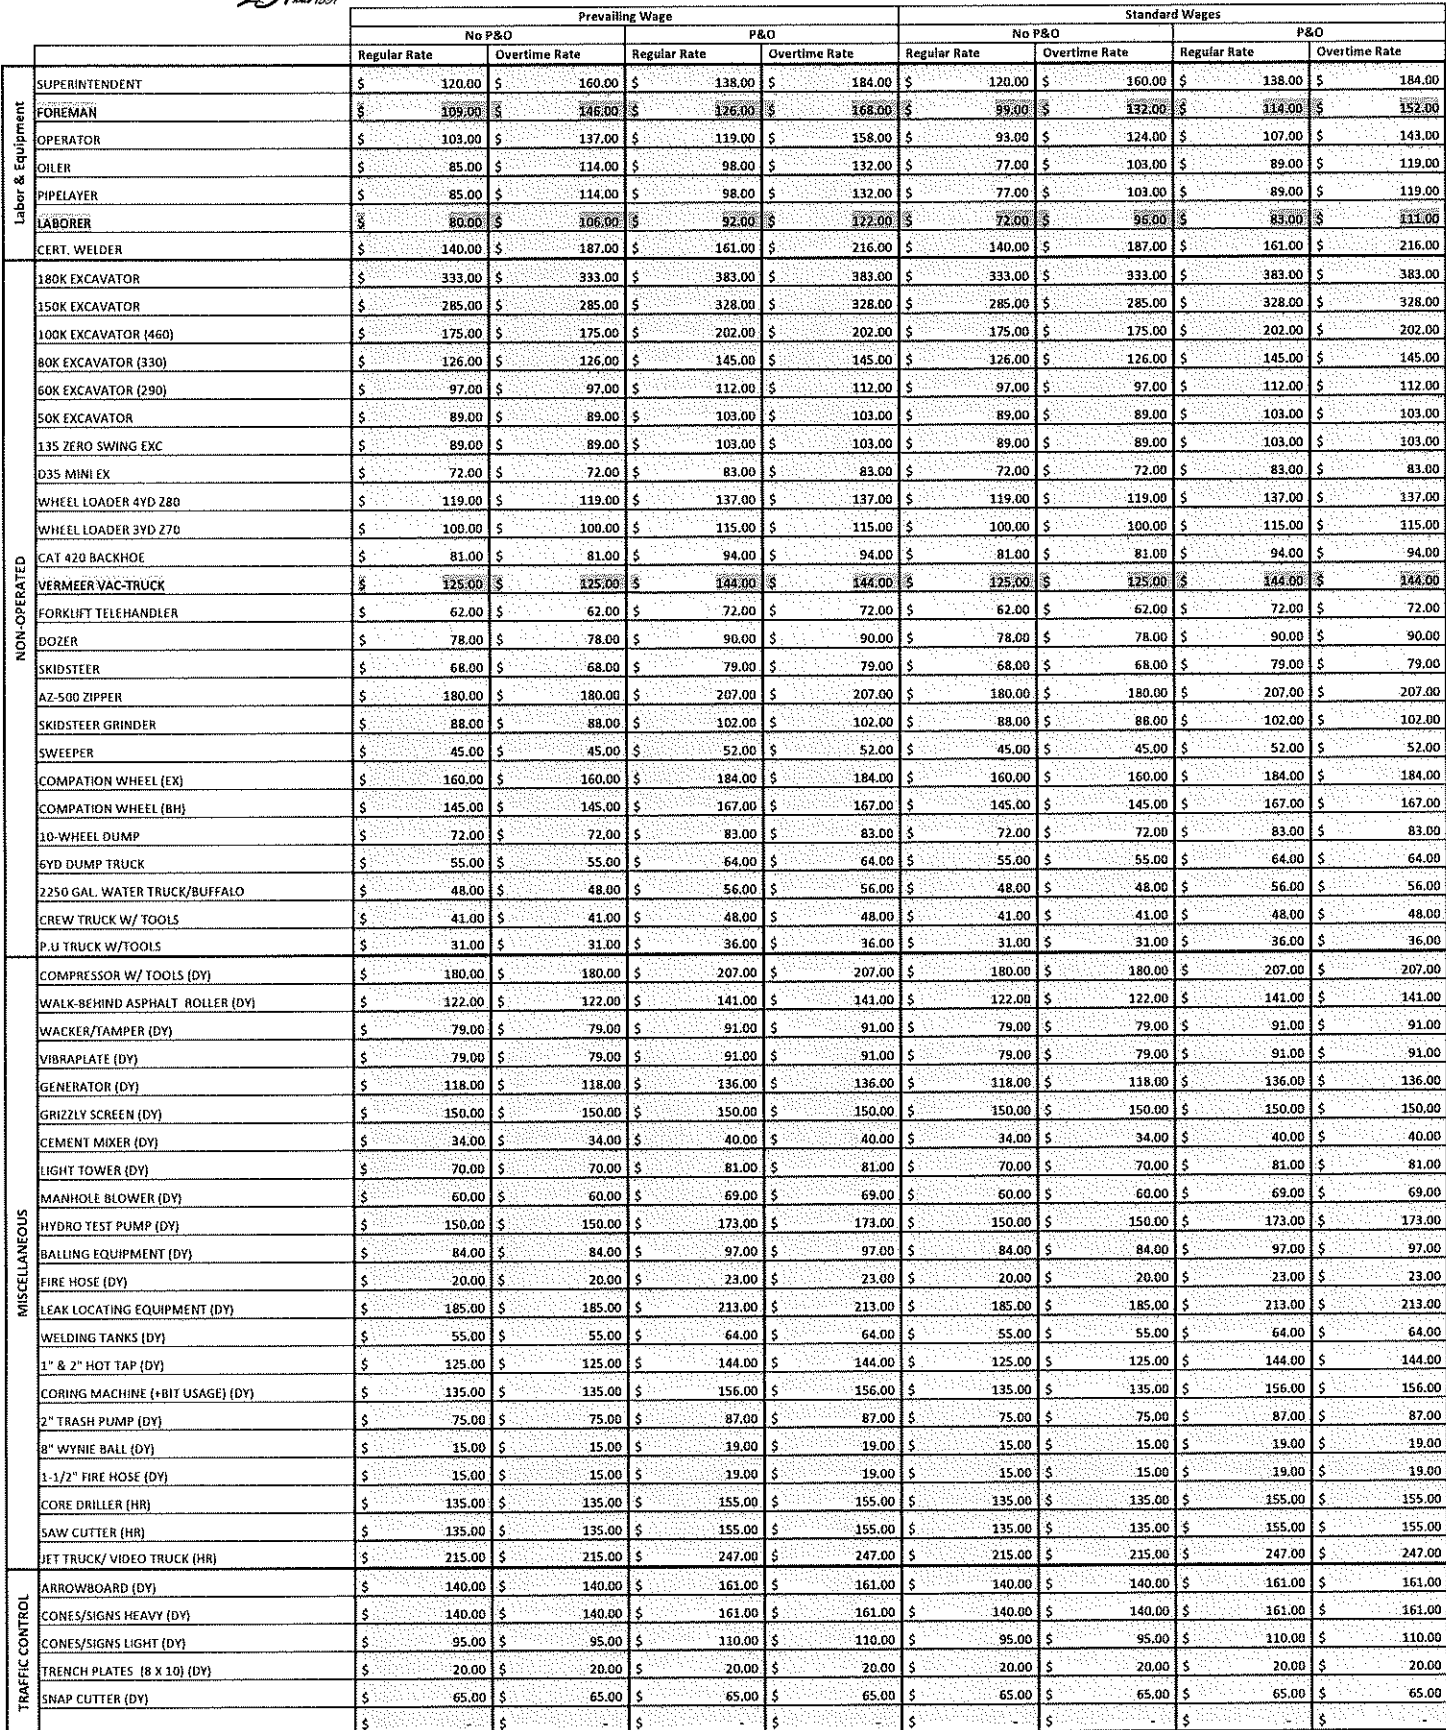 Prevailing Wage Standard Wages
No P&O P&O No P&O P&O
Regular Rate Overtime Rate Regular Rate Overtime Rate Regular Rate Overtime Rate Regular Rate Overtime Rate
Labor & Equipment
SUPERINTENDENT $ 120.00 $ 160.00 $ 138.00 $ 184.00 $ 120.00 $ 160.00 $ 138.00 $ 184.00
FOREMAN $ 109.00 $ 146.00 $ 126.00 $ 168.00 $ 99.00 $ 132.00 $ 114.00 $ 152.00
OPERATOR $ 103.00 $ 137.00 $ 119.00 $ 158.00 $ 93.00 $ 124.00 $ 107.00 $ 143.00
OILER $ 85.00 $ 114.00 $ 98.00 $ 132.00 $ 77.00 $ 103.00 $ 89.00 $ 119.00
PIPELAYER $ 85.00 $ 114.00 $ 98.00 $ 132.00 $ 77.00 $ 103.00 $ 89.00 $ 119.00
LABORER $ 80.00 $ 106.00 $ 92.00 $ 122.00 $ 72.00 $ 96.00 $ 83.00 $ 111.00
CERT. WELDER $ 140.00 $ 187.00 $ 161.00 $ 216.00 $ 140.00 $ 187.00 $ 161.00 $ 216.00
NON-OPERATED
180K EXCAVATOR $ 333.00 $ 333.00 $ 383.00 $ 383.00 $ 333.00 $ 333.00 $ 383.00 $ 383.00
150K EXCAVATOR $ 285.00 $ 285.00 $ 328.00 $ 328.00 $ 285.00 $ 285.00 $ 328.00 $ 328.00
100K EXCAVATOR (460) $ 175.00 $ 175.00 $ 202.00 $ 202.00 $ 175.00 $ 175.00 $ 202.00 $ 202.00
80K EXCAVATOR (330) $ 126.00 $ 126.00 $ 145.00 $ 145.00 $ 126.00 $ 126.00 $ 145.00 $ 145.00
60K EXCAVATOR (290) $ 97.00 $ 97.00 $ 112.00 $ 112.00 $ 97.00 $ 97.00 $ 112.00 $ 112.00
50K EXCAVATOR $ 89.00 $ 89.00 $ 103.00 $ 103.00 $ 89.00 $ 89.00 $ 103.00 $ 103.00
135 ZERO SWING EXC $ 89.00 $ 89.00 $ 103.00 $ 103.00 $ 89.00 $ 89.00 $ 103.00 $ 103.00
D35 MINI EX $ 72.00 $ 72.00 $ 83.00 $ 83.00 $ 72.00 $ 72.00 $ 83.00 $ 83.00
WHEEL LOADER 4YD Z80 $ 119.00 $ 119.00 $ 137.00 $ 137.00 $ 119.00 $ 119.00 $ 137.00 $ 137.00
WHEEL LOADER 3YD Z70 $ 100.00 $ 100.00 $ 115.00 $ 115.00 $ 100.00 $ 100.00 $ 115.00 $ 115.00
CAT 420 BACKHOE $ 81.00 $ 81.00 $ 94.00 $ 94.00 $ 81.00 $ 81.00 $ 94.00 $ 94.00
VERMEER VAC-TRUCK $ 125.00 $ 125.00 $ 144.00 $ 144.00 $ 125.00 $ 125.00 $ 144.00 $ 144.00
FORKLIFT TELEHANDLER $ 62.00 $ 62.00 $ 72.00 $ 72.00 $ 62.00 $ 62.00 $ 72.00 $ 72.00
DOZER $ 78.00 $ 78.00 $ 90.00 $ 90.00 $ 78.00 $ 78.00 $ 90.00 $ 90.00
SKIDSTEER $ 68.00 $ 68.00 $ 79.00 $ 79.00 $ 68.00 $ 68.00 $ 79.00 $ 79.00
AZ-500 ZIPPER $ 180.00 $ 180.00 $ 207.00 $ 207.00 $ 180.00 $ 180.00 $ 207.00 $ 207.00
SKIDSTEER GRINDER $ 88.00 $ 88.00 $ 102.00 $ 102.00 $ 88.00 $ 88.00 $ 102.00 $ 102.00
SWEEPER $ 45.00 $ 45.00 $ 52.00 $ 52.00 $ 45.00 $ 45.00 $ 52.00 $ 52.00
COMPATION WHEEL (EX) $ 160.00 $ 160.00 $ 184.00 $ 184.00 $ 160.00 $ 160.00 $ 184.00 $ 184.00
COMPATION WHEEL (BH) $ 145.00 $ 145.00 $ 167.00 $ 167.00 $ 145.00 $ 145.00 $ 167.00 $ 167.00
10-WHEEL DUMP $ 72.00 $ 72.00 $ 83.00 $ 83.00 $ 72.00 $ 72.00 $ 83.00 $ 83.00
6YD DUMP TRUCK $ 55.00 $ 55.00 $ 64.00 $ 64.00 $ 55.00 $ 55.00 $ 64.00 $ 64.00
2250 GAL. WATER TRUCK/BUFFALO $ 48.00 $ 48.00 $ 56.00 $ 56.00 $ 48.00 $ 48.00 $ 56.00 $ 56.00
CREW TRUCK W/ TOOLS $ 41.00 $ 41.00 $ 48.00 $ 48.00 $ 41.00 $ 41.00 $ 48.00 $ 48.00
P.U TRUCK W/TOOLS $ 31.00 $ 31.00 $ 36.00 $ 36.00 $ 31.00 $ 31.00 $ 36.00 $ 36.00
MISCELLANEOUS
COMPRESSOR W/ TOOLS (DY) $ 180.00 $ 180.00 $ 207.00 $ 207.00 $ 180.00 $ 180.00 $ 207.00 $ 207.00
WALK-BEHIND ASPHALT ROLLER (DY) $ 122.00 $ 122.00 $ 141.00 $ 141.00 $ 122.00 $ 122.00 $ 141.00 $ 141.00
WACKER/TAMPER (DY) $ 79.00 $ 79.00 $ 91.00 $ 91.00 $ 79.00 $ 79.00 $ 91.00 $ 91.00
VIBRAPLATE (DY) $ 79.00 $ 79.00 $ 91.00 $ 91.00 $ 79.00 $ 79.00 $ 91.00 $ 91.00
GENERATOR (DY) $ 118.00 $ 118.00 $ 136.00 $ 136.00 $ 118.00 $ 118.00 $ 136.00 $ 136.00
GRIZZLY SCREEN (DY) $ 150.00 $ 150.00 $ 150.00 $ 150.00 $ 150.00 $ 150.00 $ 150.00 $ 150.00
CEMENT MIXER (DY) $ 34.00 $ 34.00 $ 40.00 $ 40.00 $ 34.00 $ 34.00 $ 40.00 $ 40.00
LIGHT TOWER (DY) $ 70.00 $ 70.00 $ 81.00 $ 81.00 $ 70.00 $ 70.00 $ 81.00 $ 81.00
MANHOLE BLOWER (DY) $ 60.00 $ 60.00 $ 69.00 $ 69.00 $ 60.00 $ 60.00 $ 69.00 $ 69.00
HYDRO TEST PUMP (DY) $ 150.00 $ 150.00 $ 173.00 $ 173.00 $ 150.00 $ 150.00 $ 173.00 $ 173.00
BALLING EQUIPMENT (DY) $ 84.00 $ 84.00 $ 97.00 $ 97.00 $ 84.00 $ 84.00 $ 97.00 $ 97.00
FIRE HOSE (DY) $ 20.00 $ 20.00 $ 23.00 $ 23.00 $ 20.00 $ 20.00 $ 23.00 $ 23.00
LEAK LOCATING EQUIPMENT (DY) $ 185.00 $ 185.00 $ 213.00 $ 213.00 $ 185.00 $ 185.00 $ 213.00 $ 213.00
WELDING TANKS (DY) $ 55.00 $ 55.00 $ 64.00 $ 64.00 $ 55.00 $ 55.00 $ 64.00 $ 64.00
1" & 2" HOT TAP (DY) $ 125.00 $ 125.00 $ 144.00 $ 144.00 $ 125.00 $ 125.00 $ 144.00 $ 144.00
CORING MACHINE (+BIT USAGE) (DY) $ 135.00 $ 135.00 $ 156.00 $ 156.00 $ 135.00 $ 135.00 $ 156.00 $ 156.00
2" TRASH PUMP (DY) $ 75.00 $ 75.00 $ 87.00 $ 87.00 $ 75.00 $ 75.00 $ 87.00 $ 87.00
8" WYNIE BALL (DY) $ 15.00 $ 15.00 $ 19.00 $ 19.00 $ 15.00 $ 15.00 $ 19.00 $ 19.00
1-1/2" FIRE HOSE (DY) $ 15.00 $ 15.00 $ 19.00 $ 19.00 $ 15.00 $ 15.00 $ 19.00 $ 19.00
CORE DRILLER (HR) $ 135.00 $ 135.00 $ 155.00 $ 155.00 $ 135.00 $ 135.00 $ 155.00 $ 155.00
SAW CUTTER (HR) $ 135.00 $ 135.00 $ 155.00 $ 155.00 $ 135.00 $ 135.00 $ 155.00 $ 155.00
JET TRUCK/ VIDEO TRUCK (HR) $ 215.00 $ 215.00 $ 247.00 $ 247.00 $ 215.00 $ 215.00 $ 247.00 $ 247.00
TRAFFIC CONTROL
ARROWBOARD (DY) $ 140.00 $ 140.00 $ 161.00 $ 161.00 $ 140.00 $ 140.00 $ 161.00 $ 161.00
CONES/SIGNS HEAVY (DY) $ 140.00 $ 140.00 $ 161.00 $ 161.00 $ 140.00 $ 140.00 $ 161.00 $ 161.00
CONES/SIGNS LIGHT (DY) $ 95.00 $ 95.00 $ 110.00 $ 110.00 $ 95.00 $ 95.00 $ 110.00 $ 110.00
TRENCH PLATES (8 X 10) (DY) $ 20.00 $ 20.00 $ 20.00 $ 20.00 $ 20.00 $ 20.00 $ 20.00 $ 20.00
SNAP CUTTER (DY) $ 65.00 $ 65.00 $ 65.00 $ 65.00 $ 65.00 $ 65.00 $ 65.00 $ 65.00
$ - $ - $ - $ - $ - $ - $ - $ -